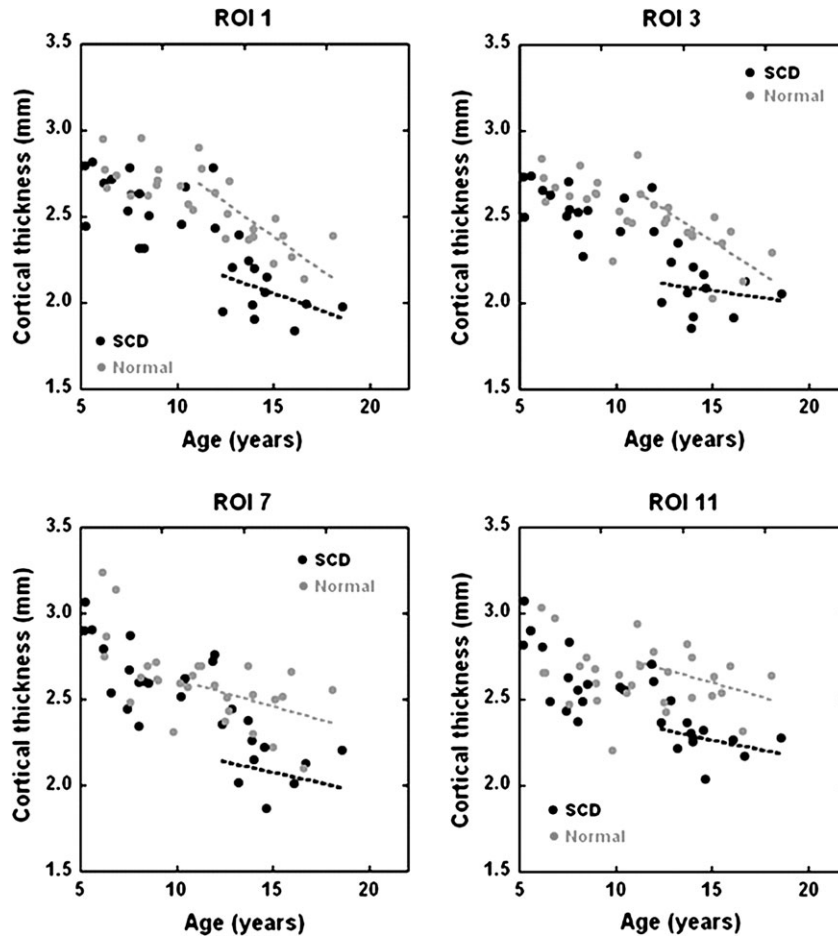 ROI 1
3.5
3.0
2.5
2.0
1.5
Cortical thickness (mm)
SCD
Normal
5 10 15 20
Age (years)
ROI 3
3.5
3.0
2.5
2.0
1.5
Cortical thickness (mm)
SCD
Normal
5 10 15 20
Age (years)
ROI 7
3.5
3.0
2.5
2.0
1.5
Cortical thickness (mm)
SCD
Normal
5 10 15 20
Age (years)
ROI 11
3.5
3.0
2.5
2.0
1.5
Cortical thickness (mm)
SCD
Normal
5 10 15 20
Age (years)